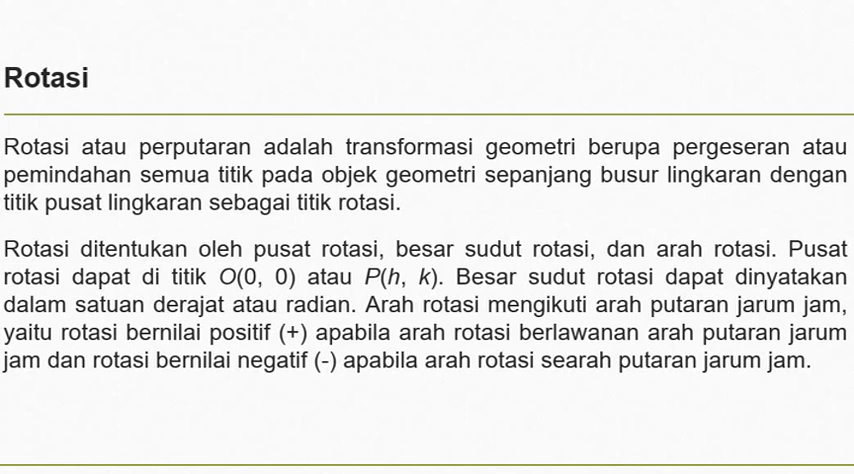 Rotasi
Rotasi atau perputaran adalah transformasi geometri berupa pergeseran atau
pemindahan semua titik pada objek geometri sepanjang busur lingkaran dengan
titik pusat lingkaran sebagai titik rotasi.
Rotasi ditentukan oleh pusat rotasi, besar sudut rotasi, dan arah rotasi. Pusat
rotasi dapat di titik O(0, 0) atau P(h, k). Besar sudut rotasi dapat dinyatakan
dalam satuan derajat atau radian. Arah rotasi mengikuti arah putaran jarum jam,
yaitu rotasi bernilai positif (+) apabila arah rotasi berlawanan arah putaran jarum
jam dan rotasi bernilai negatif (-) apabila arah rotasi searah putaran jarum jam.